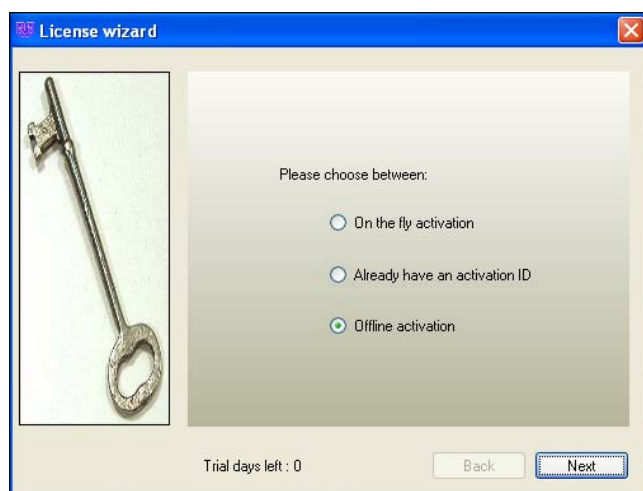 License wizard
Please choose between:
On the fly activation
Already have an activation ID
Offline activation
Trial days left : 0
Back
Next